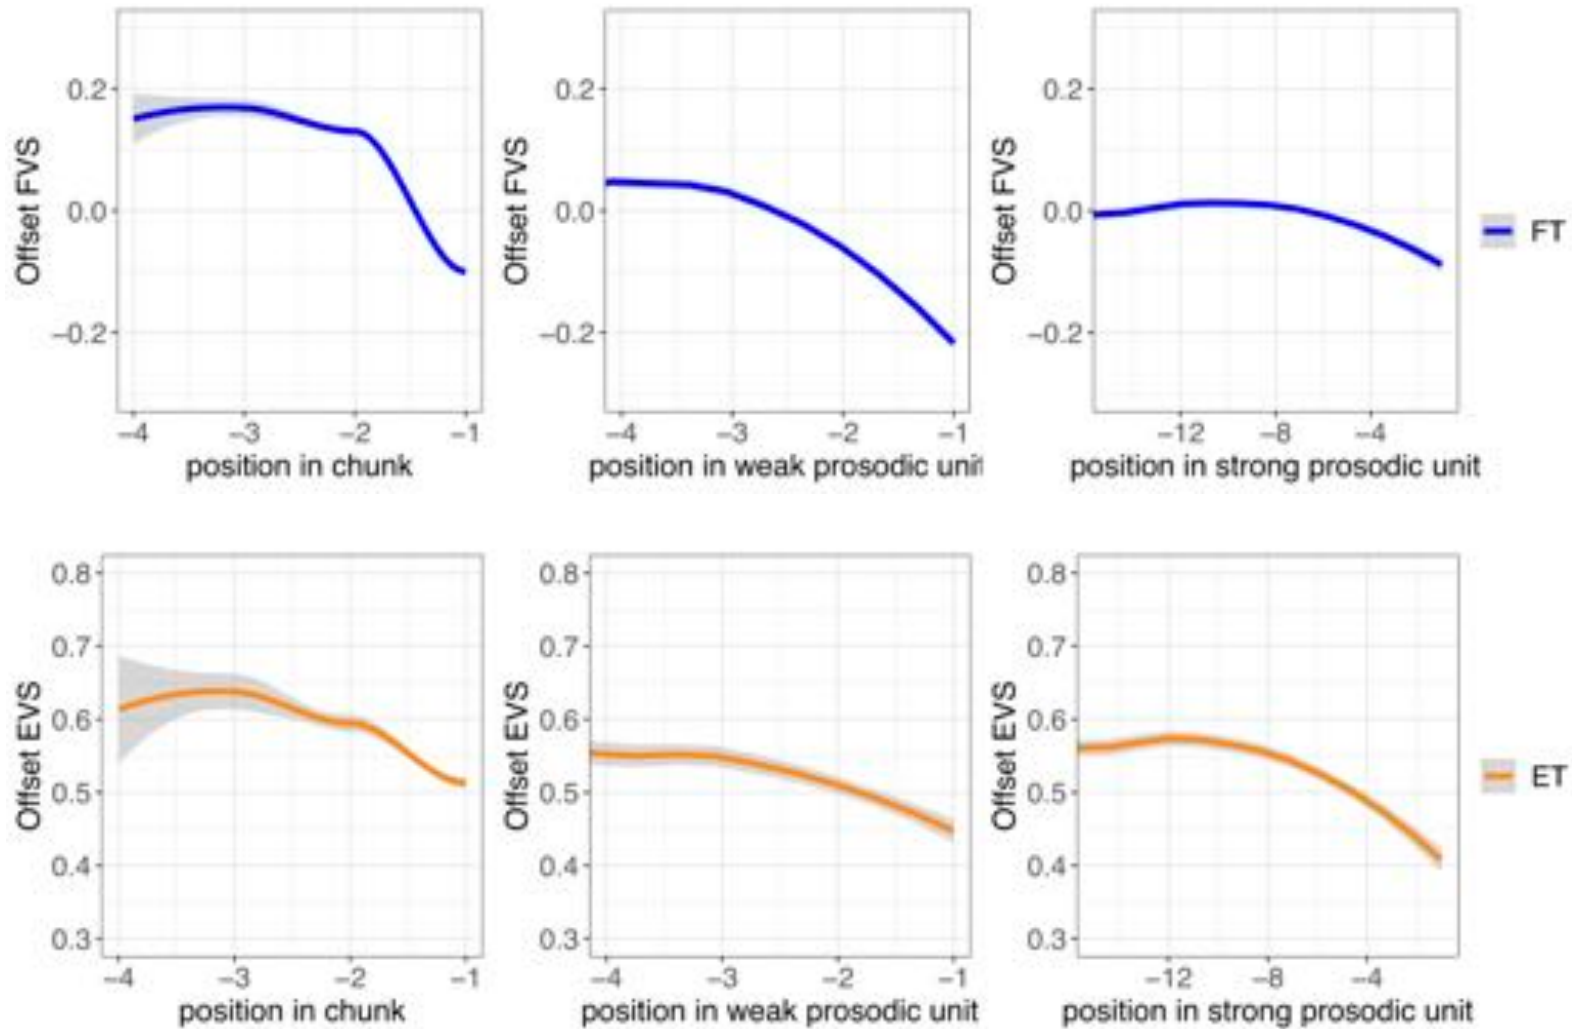 Offset FVS
0.2
0.0
−0.2
−4 −3 −2 −1
position in chunk
Offset FVS
0.2
0.0
−0.2
−4 −3 −2 −1
position in weak prosodic unit
Offset FVS
0.2
0.0
−0.2
−12 −8 −4
position in strong prosodic unit
FT
Offset EVS
0.8
0.7
0.6
0.5
0.4
0.3
−4 −3 −2 −1
position in chunk
Offset EVS
0.8
0.7
0.6
0.5
0.4
0.3
−4 −3 −2 −1
position in weak prosodic unit
Offset EVS
0.8
0.7
0.6
0.5
0.4
0.3
−12 −8 −4
position in strong prosodic unit
ET